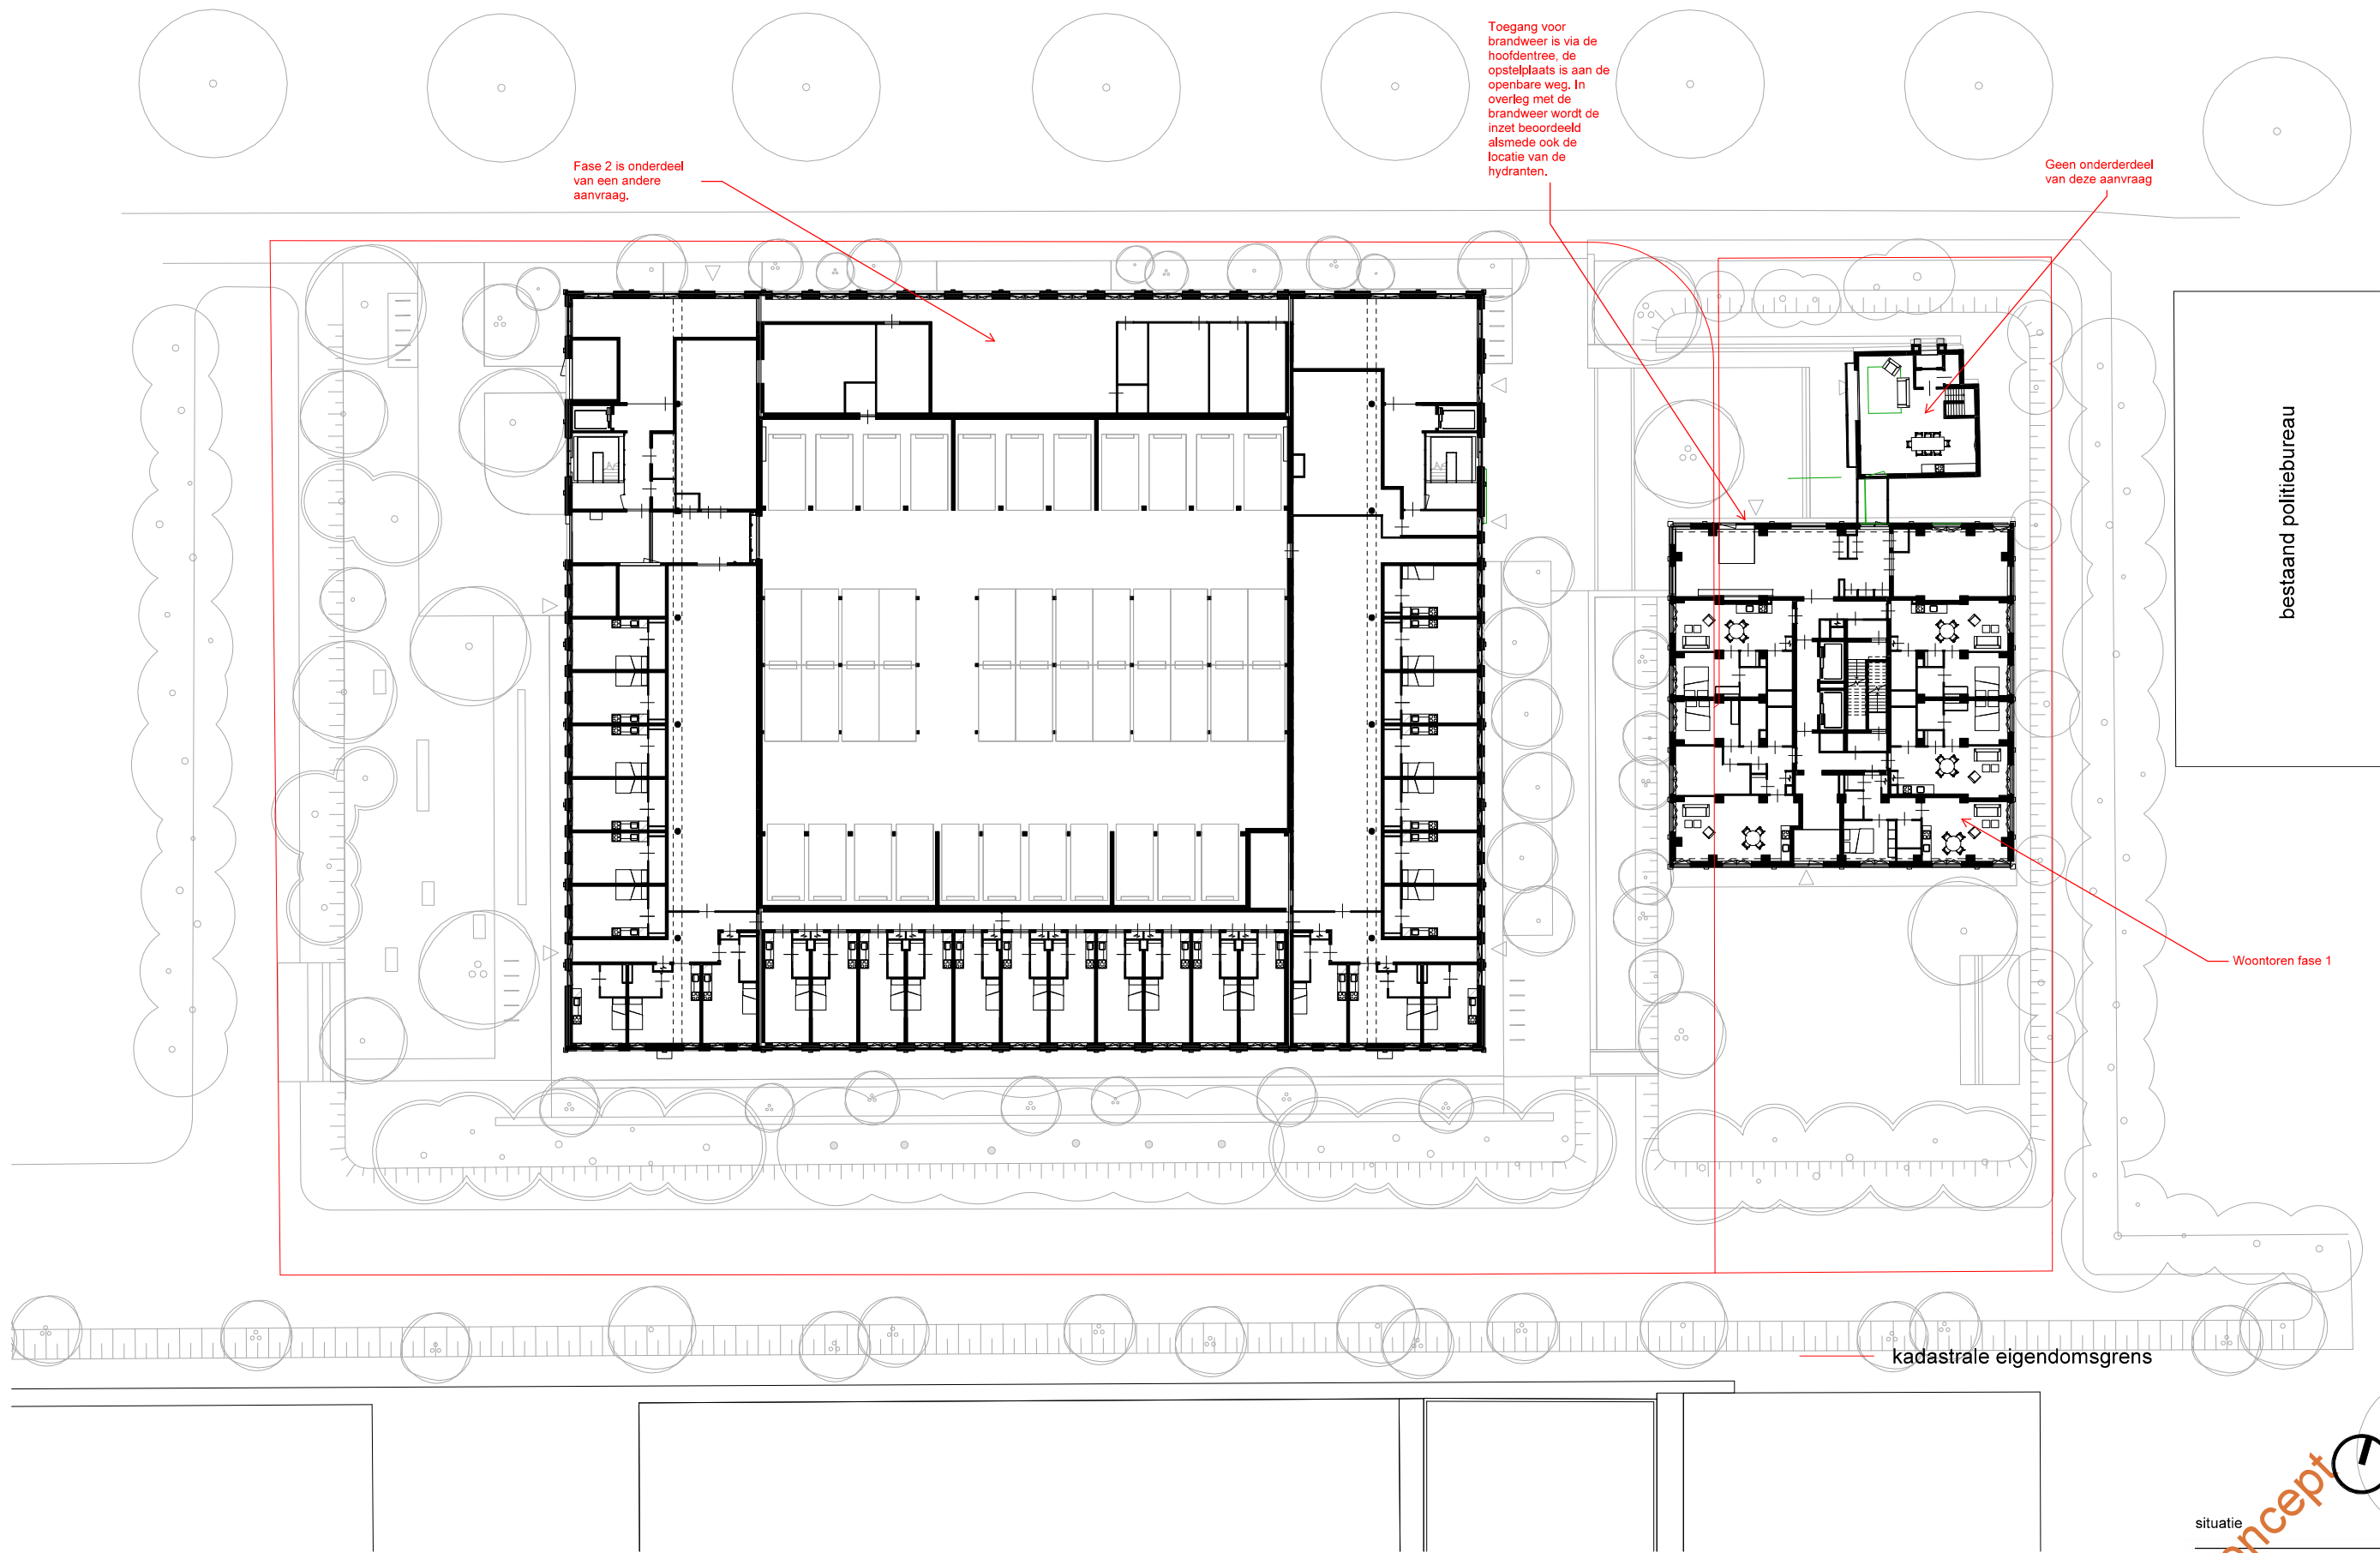 Toegang voor
brandweer is via de
hoofdentree, de
opstelplaats is aan de
openbare weg. In
overleg met de
brandweer wordt de
inzet beoordeeld
alsmede ook de
locatie van de
hydranten.
Fase 2 is onderdeel
van een andere
aanvraag.
Geen onderderdeel
van deze aanvraag
bestaand politiebureau
Woontoren fase 1
kadastrale eigendomsgrens
situatie
ncept